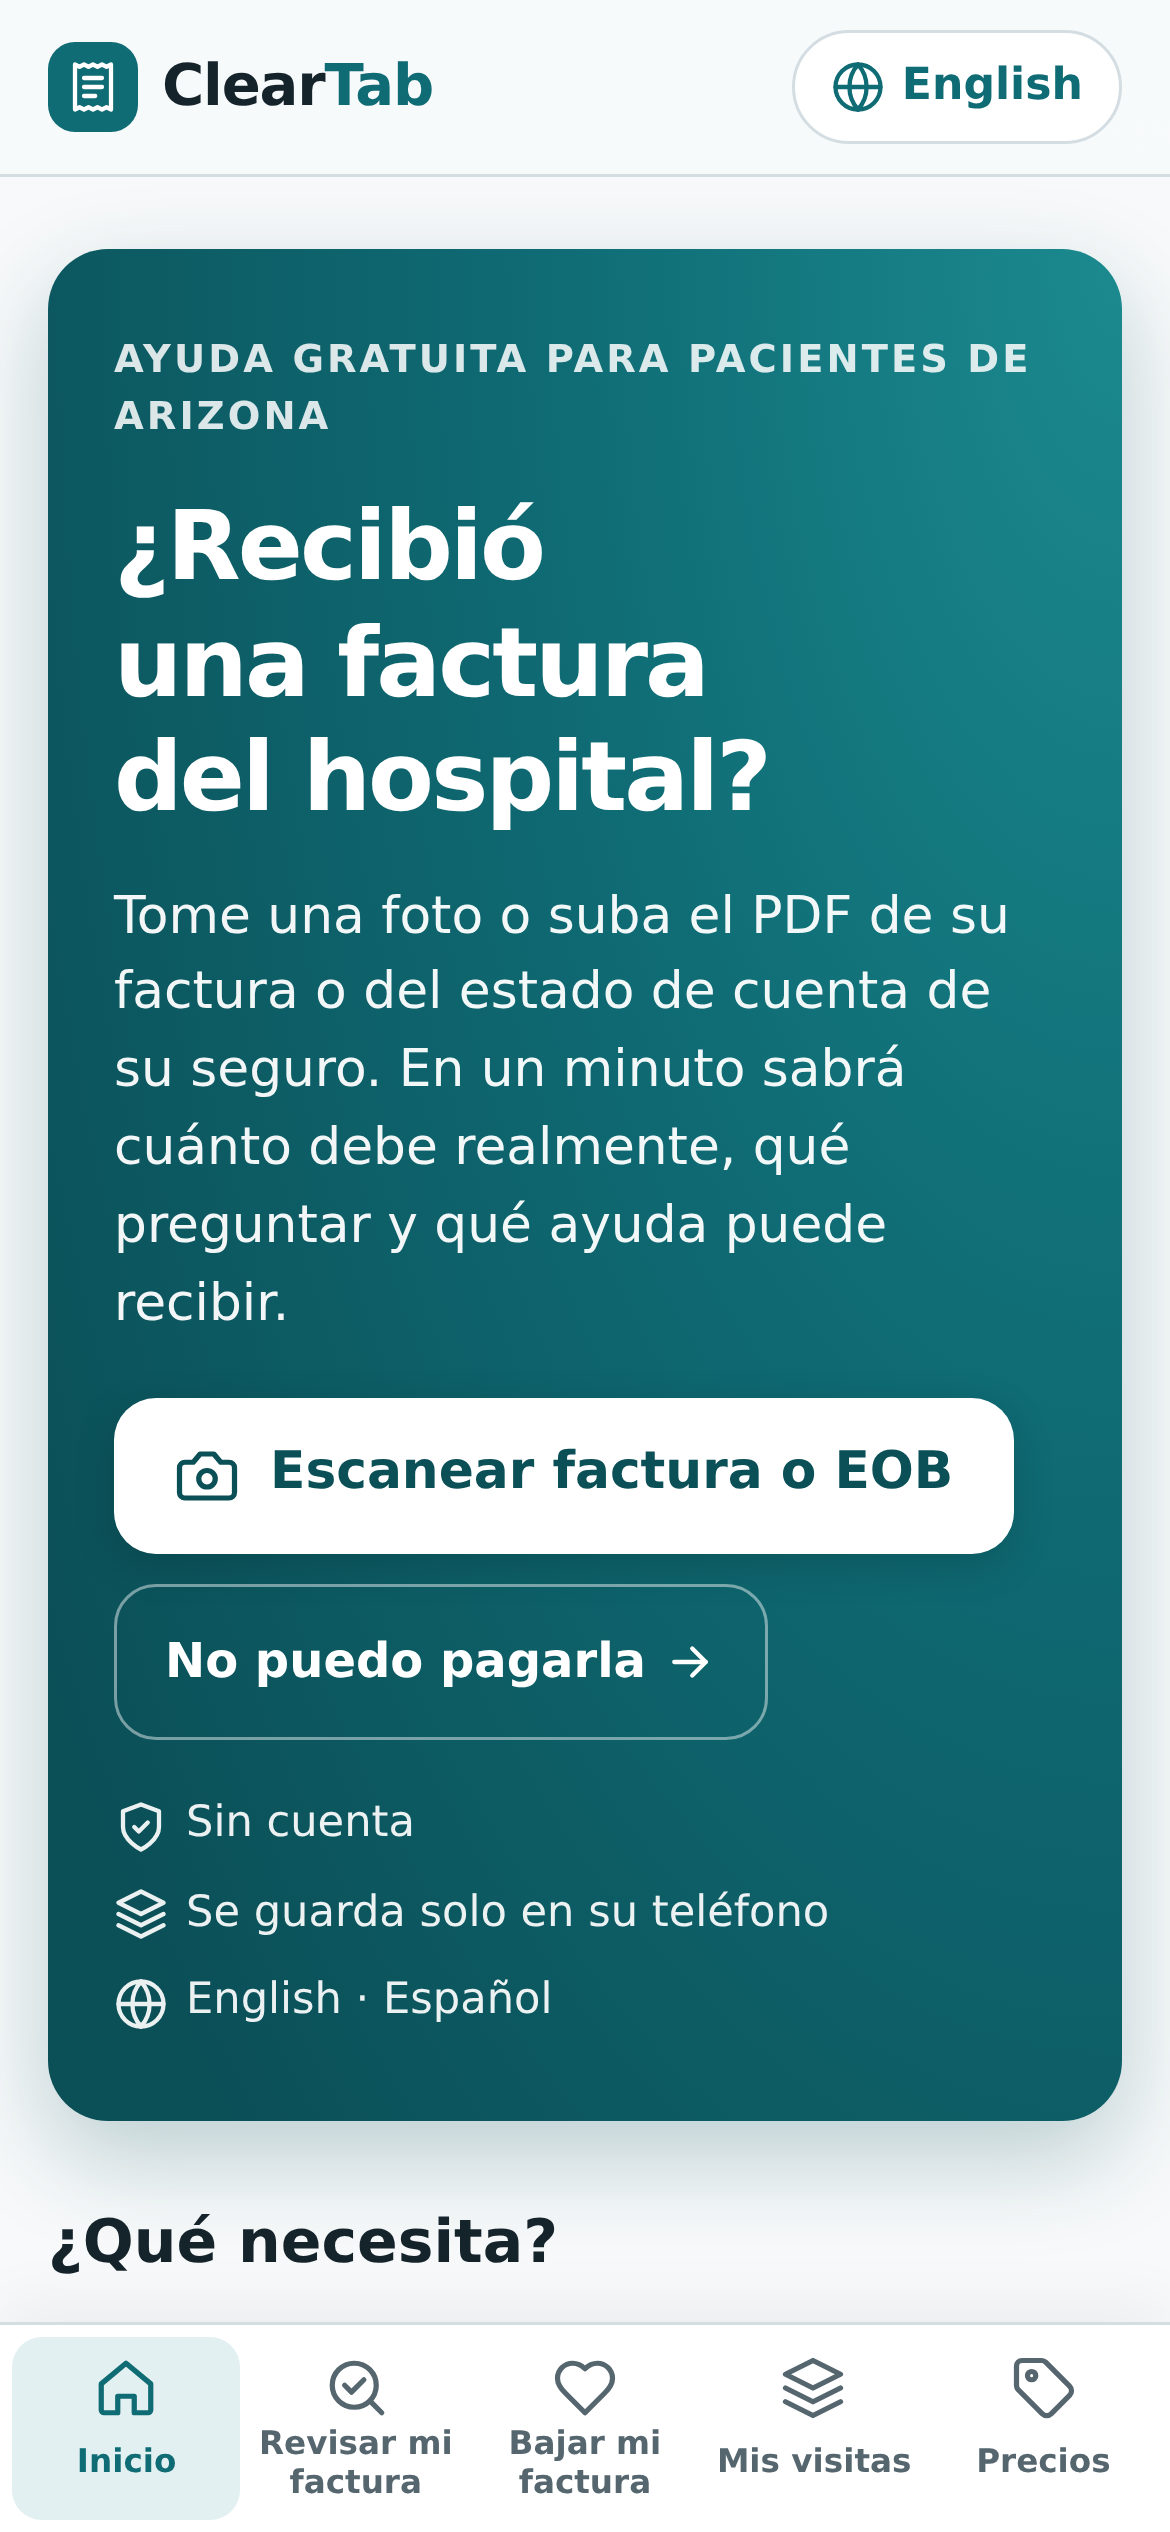 ClearTab
English
AYUDA GRATUITA PARA PACIENTES DE
ARIZONA
¿Recibió
una factura
del hospital?
Tome una foto o suba el PDF de su
factura o del estado de cuenta de
su seguro. En un minuto sabrá
cuánto debe realmente, qué
preguntar y qué ayuda puede
recibir.
Escanear factura o EOB
No puedo pagarla →
Sin cuenta
Se guarda solo en su teléfono
English · Español
¿Qué necesita?
Inicio
Revisar mi
factura
Bajar mi
factura
Mis visitas
Precios